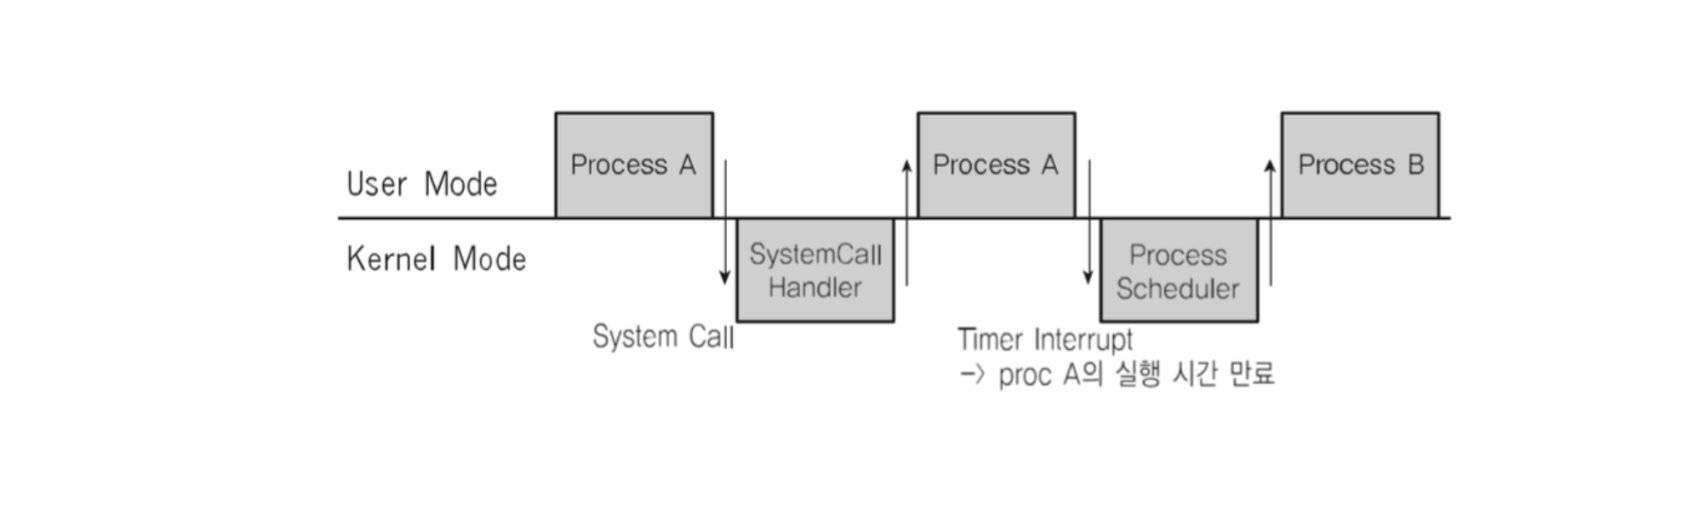 Process A
Process A
Process B
User Mode
Kernel Mode
SystemCall
Handler
Process
Scheduler
System Call
Timer Interrupt
-> proc A의 실행 시간 만료